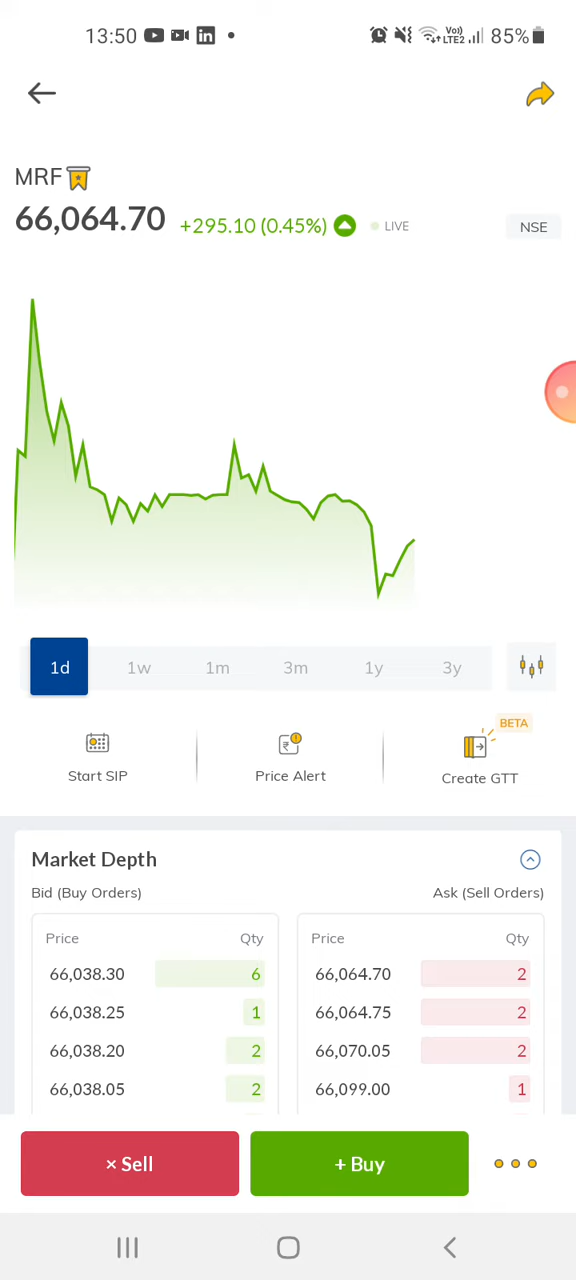 13:50 Vo)) LTE2 85%
MRF
66,064.70 +295.10 (0.45%) LIVE NSE
1d 1w 1m 3m 1y 3y
BETA
Start SIP Price Alert Create GTT
Market Depth
Bid (Buy Orders) Ask (Sell Orders)
Price Qty Price Qty
66,038.30 6 66,064.70 2
66,038.25 1 66,064.75 2
66,038.20 2 66,070.05 2
66,038.05 2 66,099.00 1
× Sell + Buy